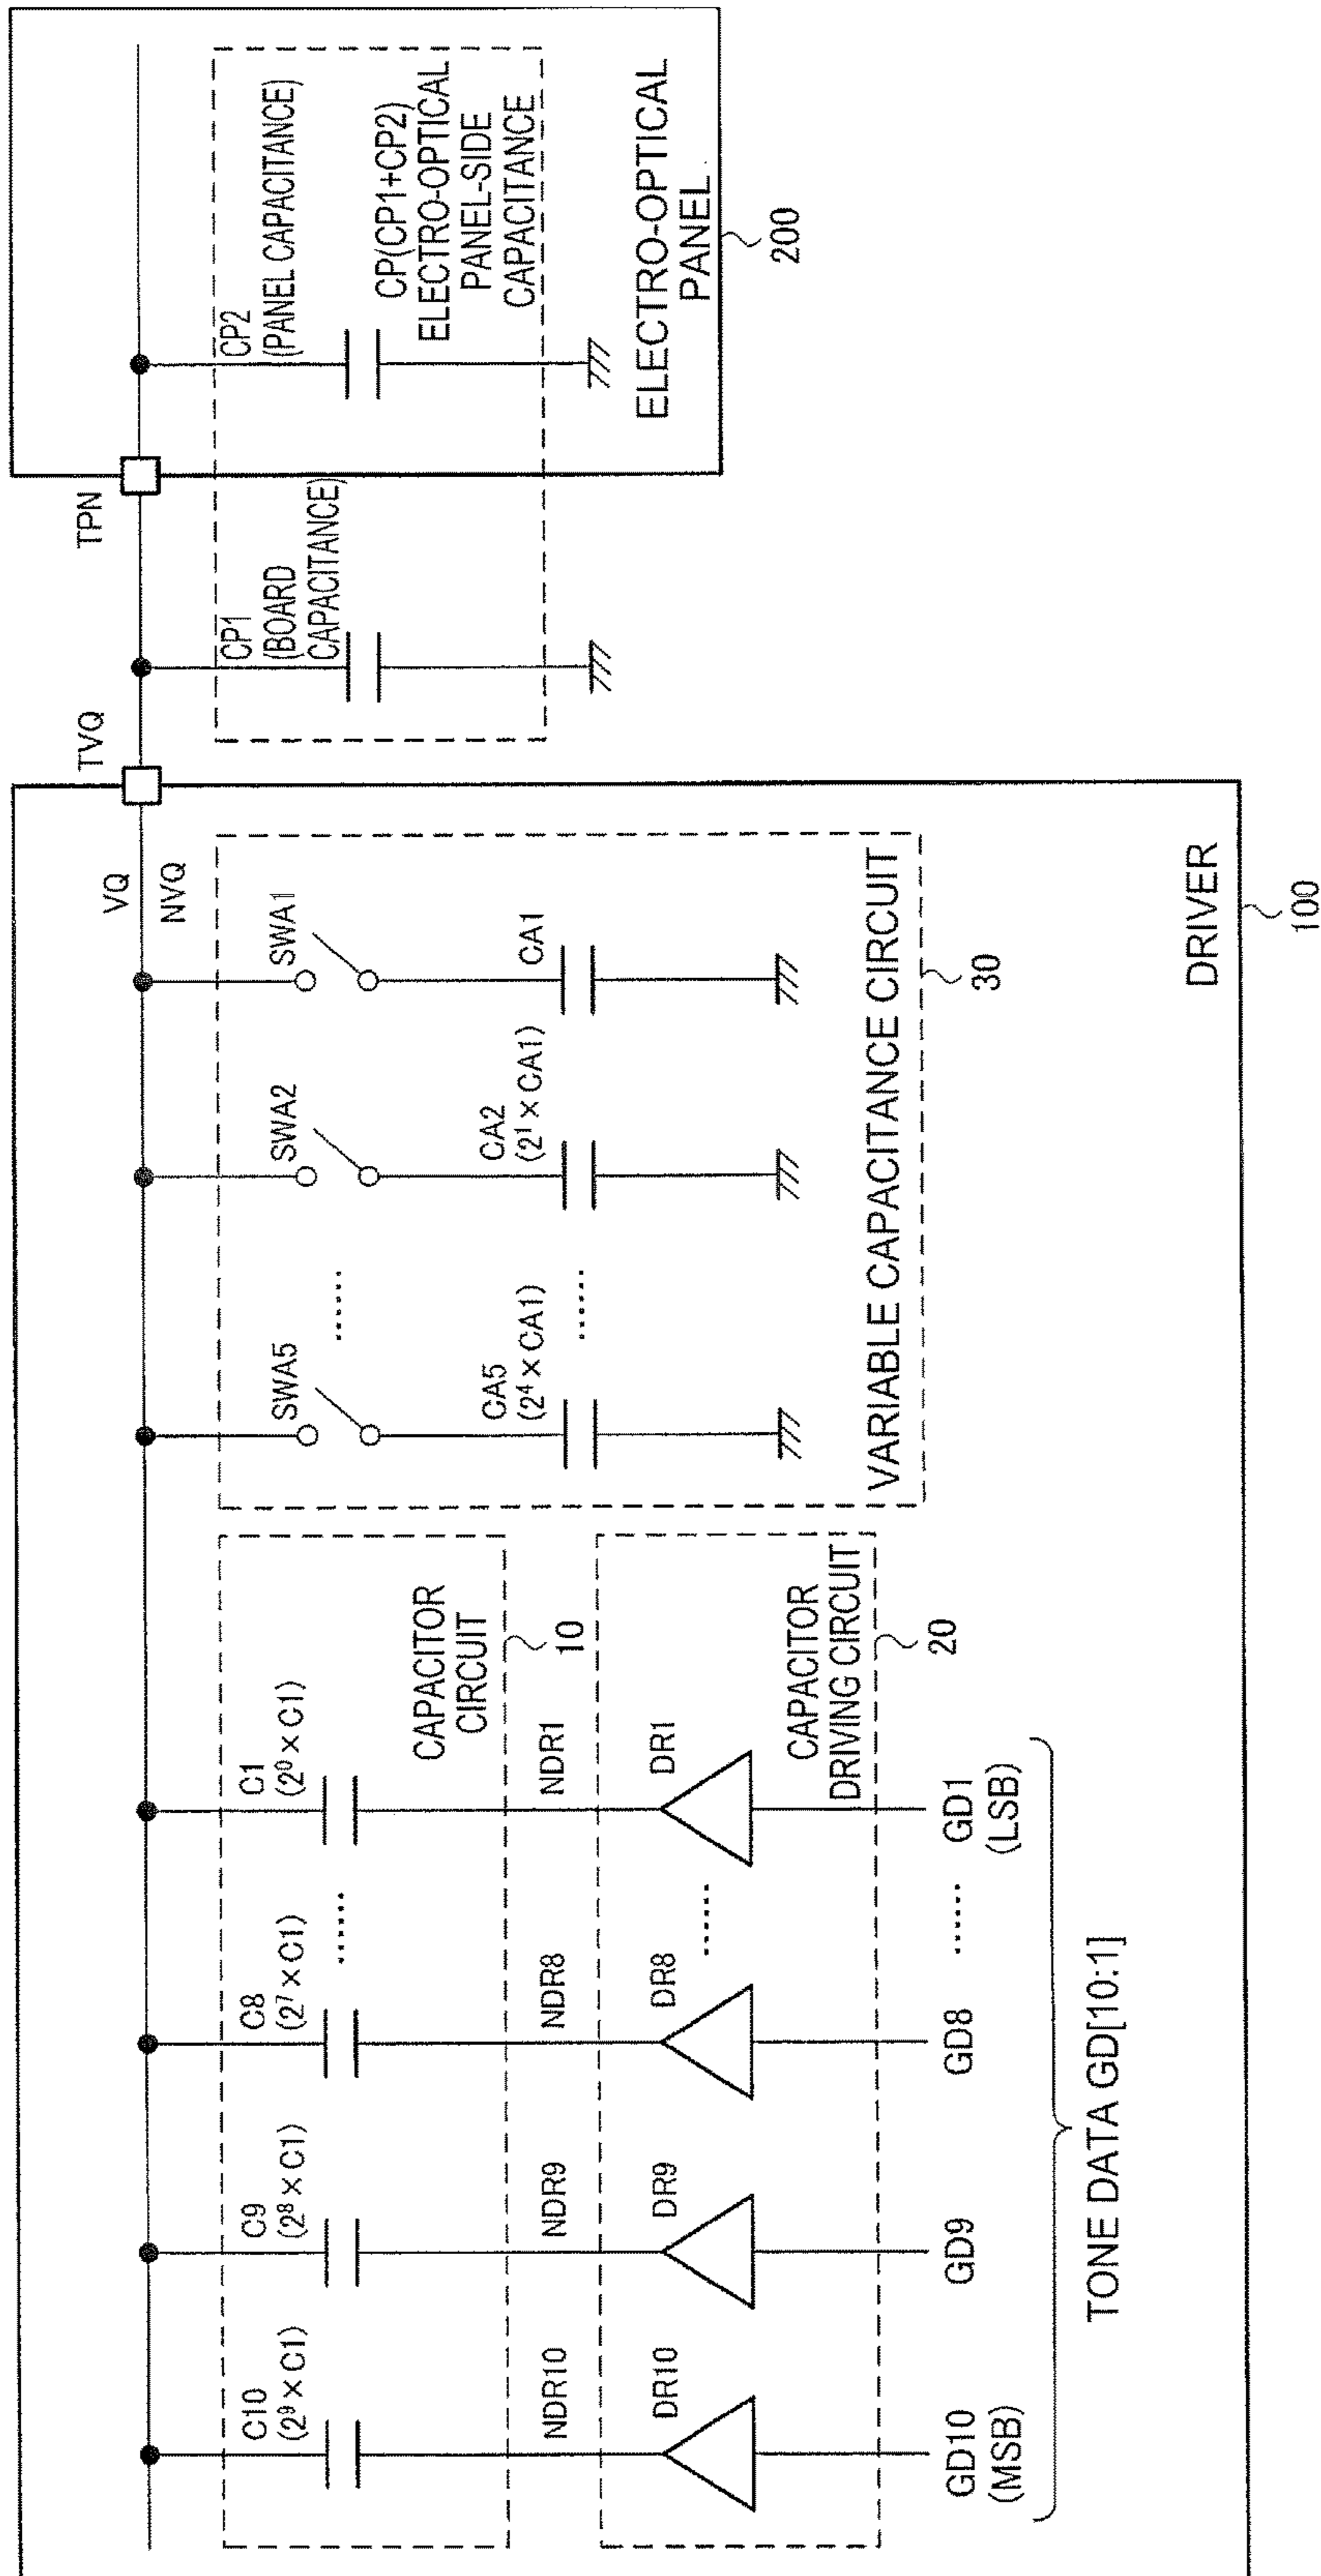 VQ
NVQ
TVQ
TPN
C10
(2⁹×C1)
C9
(2⁸×C1)
C8
(2⁷×C1)
......
C1
(2⁰×C1)
CAPACITOR
CIRCUIT
10
NDR10
NDR9
NDR8
NDR1
DR10
DR9
DR8
......
DR1
CAPACITOR
DRIVING CIRCUIT
20
GD10
(MSB)
GD9
GD8
......
GD1
(LSB)
TONE DATA GD[10:1]
SWA5
......
SWA2
SWA1
CA5
(2⁴×CA1)
......
CA2
(2¹×CA1)
CA1
VARIABLE CAPACITANCE CIRCUIT
30
DRIVER
100
CP1
(BOARD
CAPACITANCE)
CP2
(PANEL CAPACITANCE)
CP(CP1+CP2)
ELECTRO-OPTICAL
PANEL-SIDE
CAPACITANCE
ELECTRO-OPTICAL
PANEL
200